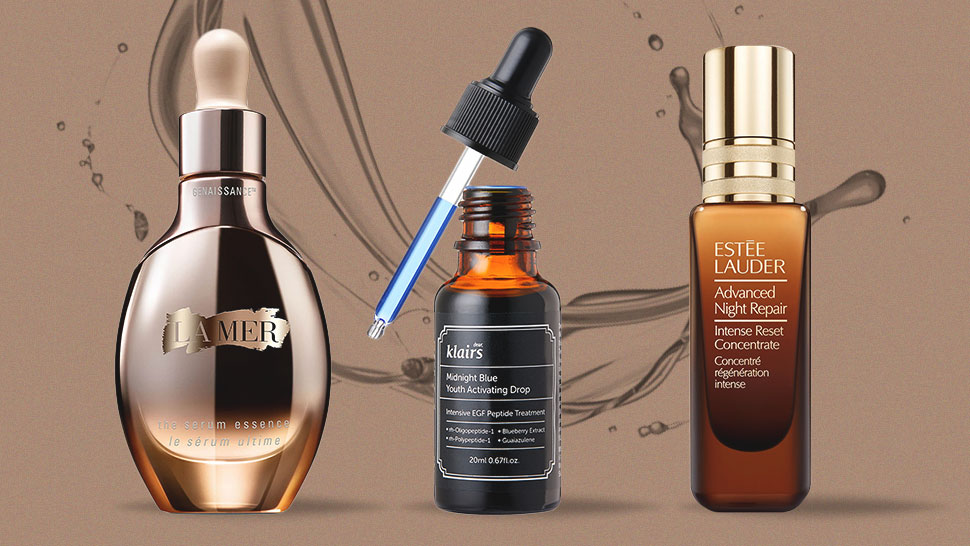 GENAISSANCE™
LA MER
the serum essence
le sérum ultime
dear,
klairs
Midnight Blue
Youth Activating Drop
Intensive EGF Peptide Treatment
• rh-Oligopeptide-1 • Blueberry Extract
• rh-Polypeptide-1 • Guaiazulene
20ml 0.67fl.oz.
ESTĒE
LAUDER
Advanced
Night Repair
Intense Reset
Concentrate
Concentré
régénération
intense